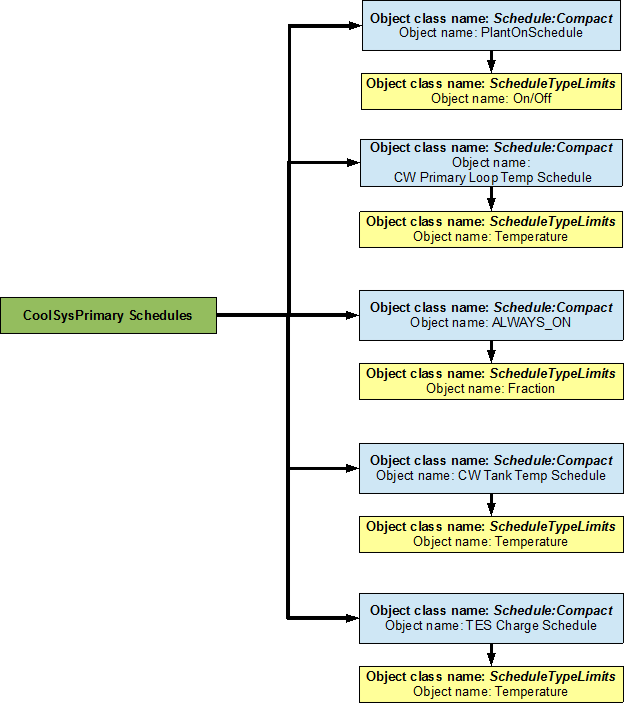 Object class name: Schedule:Compact
Object name: PlantOnSchedule
Object class name: ScheduleTypeLimits
Object name: On/Off
Object class name: Schedule:Compact
Object name:
CW Primary Loop Temp Schedule
Object class name: ScheduleTypeLimits
Object name: Temperature
CoolSysPrimary Schedules
Object class name: Schedule:Compact
Object name: ALWAYS_ON
Object class name: ScheduleTypeLimits
Object name: Fraction
Object class name: Schedule:Compact
Object name: CW Tank Temp Schedule
Object class name: ScheduleTypeLimits
Object name: Temperature
Object class name: Schedule:Compact
Object name: TES Charge Schedule
Object class name: ScheduleTypeLimits
Object name: Temperature